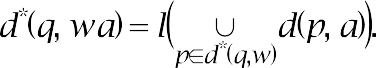 d*(q, wa) = l(∪ d(p, a)).
p∈d*(q,w)